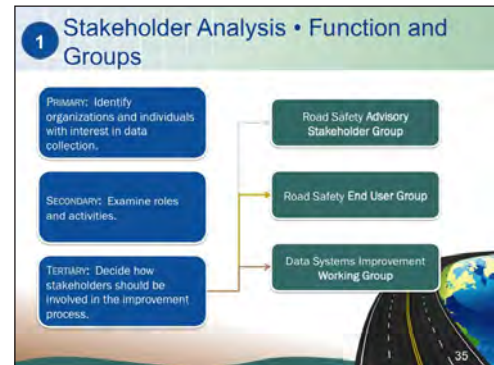 1
Stakeholder Analysis • Function and
Groups
PRIMARY: Identify
organizations and individuals
with interest in data
collection.
SECONDARY: Examine roles
and activities.
TERTIARY: Decide how
stakeholders should be
involved in the improvement
process.
Road Safety Advisory
Stakeholder Group
Road Safety End User Group
Data Systems Improvement
Working Group
35